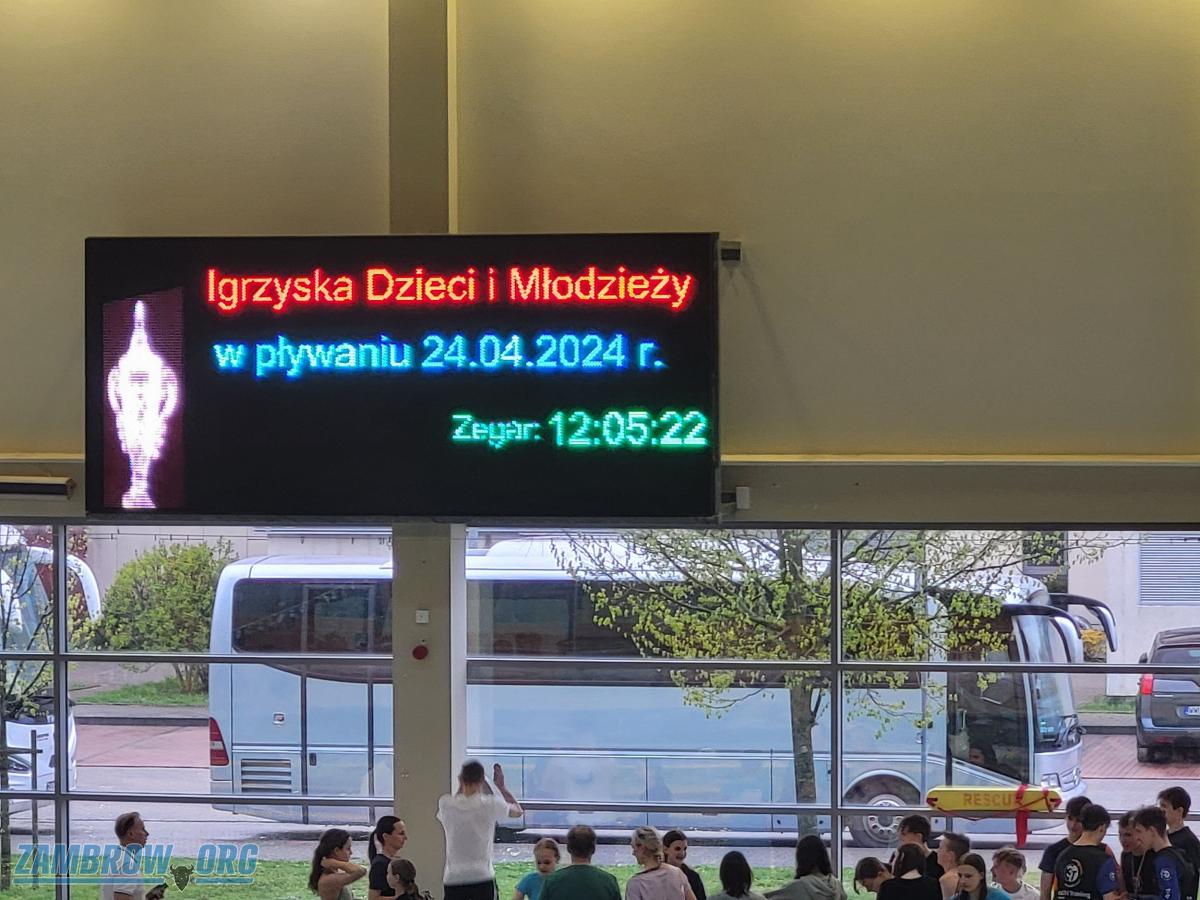 Igrzyska Dzieci i Młodzieży
w pływaniu 24.04.2024 r.
Zegar: 12:05:22
RESCUE
ZAMBROW.ORG